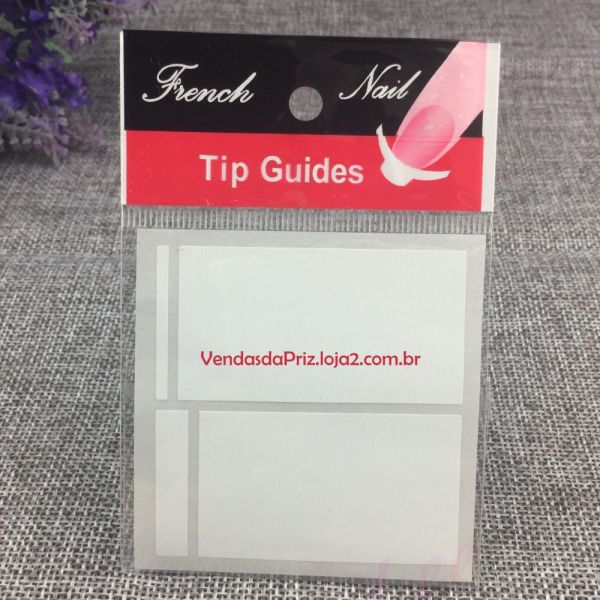 French Nail
Tip Guides
VendasdaPriz.loja2.com.br